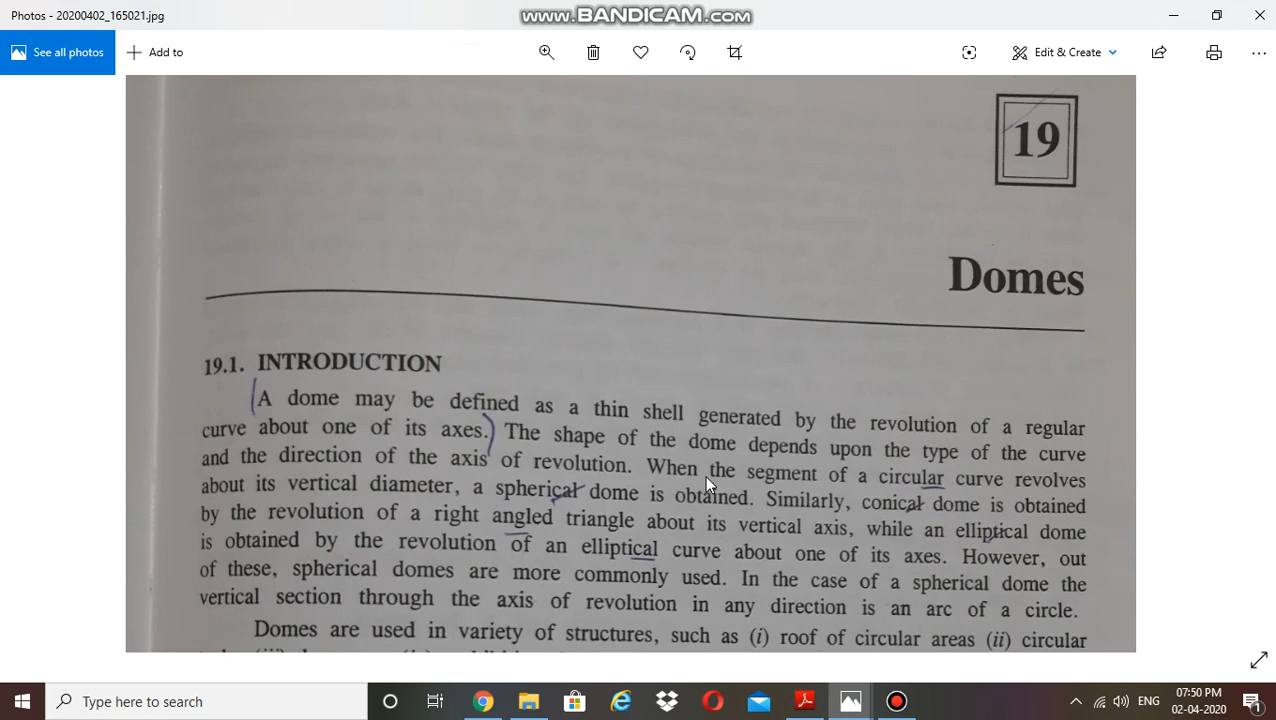 Photos - 20200402_165021.jpg
www.BANDICAM.com
See all photos
Add to
Edit & Create
19
Domes
19.1. INTRODUCTION
A dome may be defined as a thin shell generated by the revolution of a regular
curve about one of its axes. The shape of the dome depends upon the type of the curve
and the direction of the axis of revolution. When the segment of a circular curve revolves
about its vertical diameter, a spherical dome is obtained. Similarly, conical dome is obtained
by the revolution of a right angled triangle about its vertical axis, while an elliptical dome
is obtained by the revolution of an elliptical curve about one of its axes. However, out
of these, spherical domes are more commonly used. In the case of a spherical dome the
vertical section through the axis of revolution in any direction is an arc of a circle.
Domes are used in variety of structures, such as (i) roof of circular areas (ii) circular
Type here to search
ENG
07:50 PM
02-04-2020
1